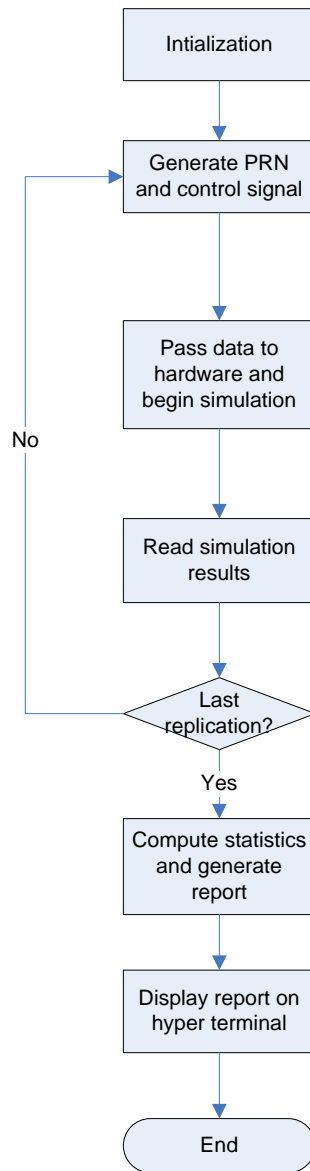 Intialization
Generate PRN
and control signal
Pass data to
hardware and
begin simulation
No
Read simulation
results
Last
replication?
Yes
Compute statistics
and generate
report
Display report on
hyper terminal
End